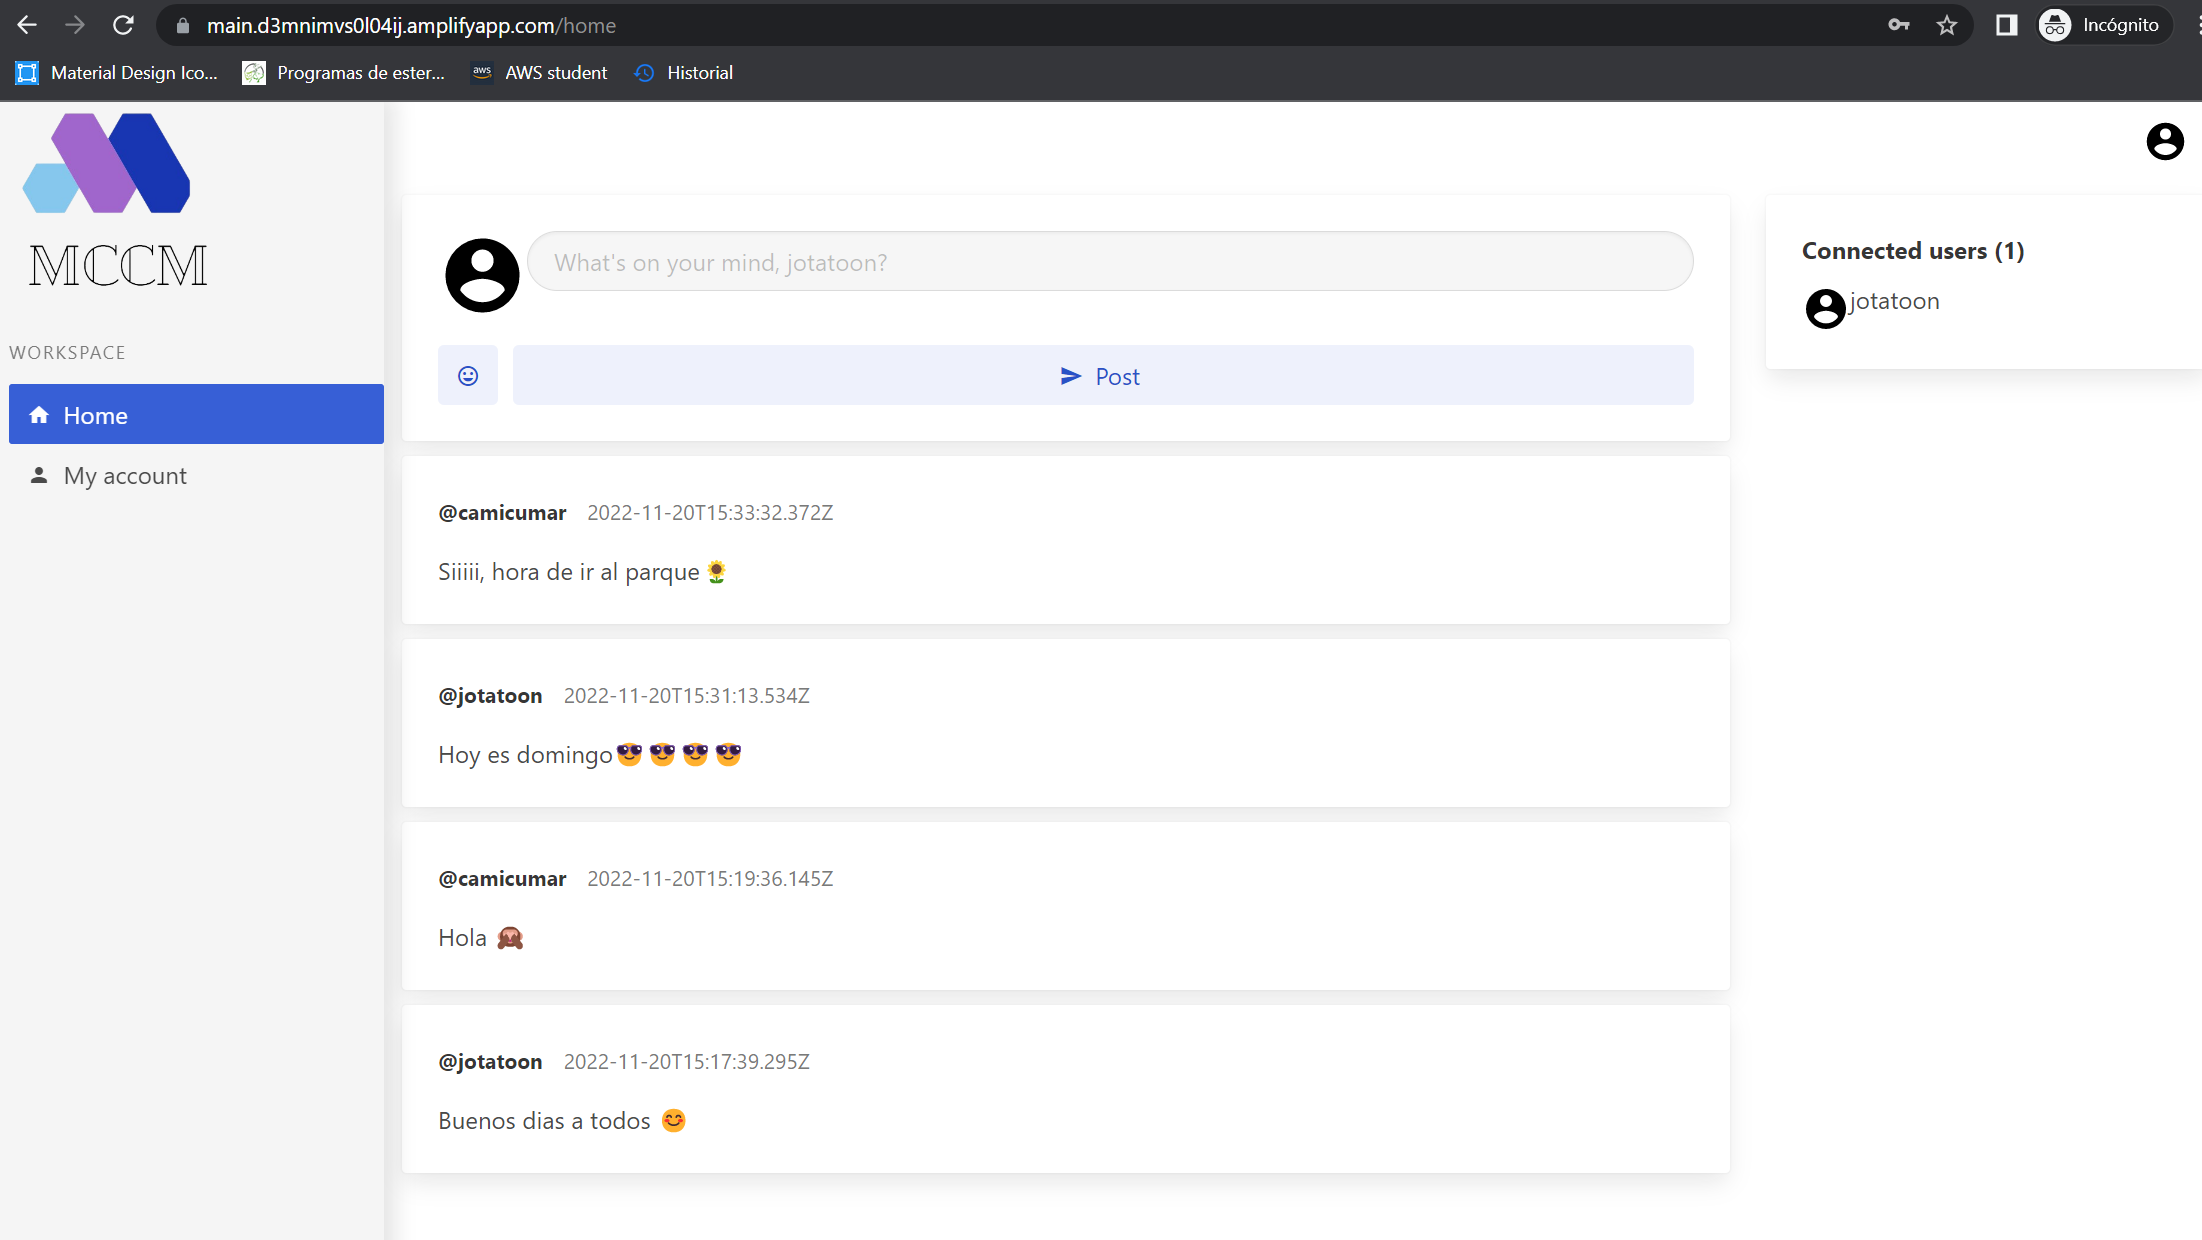 main.d3mnimvs0l04ij.amplifyapp.com/home
Incógnito
Material Design Ico...
Programas de ester...
aws
AWS student
Historial
MCCM
WORKSPACE
Home
My account
What's on your mind, jotatoon?
Post
Connected users (1)
jotatoon
@camicumar 2022-11-20T15:33:32.372Z
Siiiii, hora de ir al parque🌻
@jotatoon 2022-11-20T15:31:13.534Z
Hoy es domingo😎 😎 😎 😎
@camicumar 2022-11-20T15:19:36.145Z
Hola 🙈
@jotatoon 2022-11-20T15:17:39.295Z
Buenos dias a todos 😊